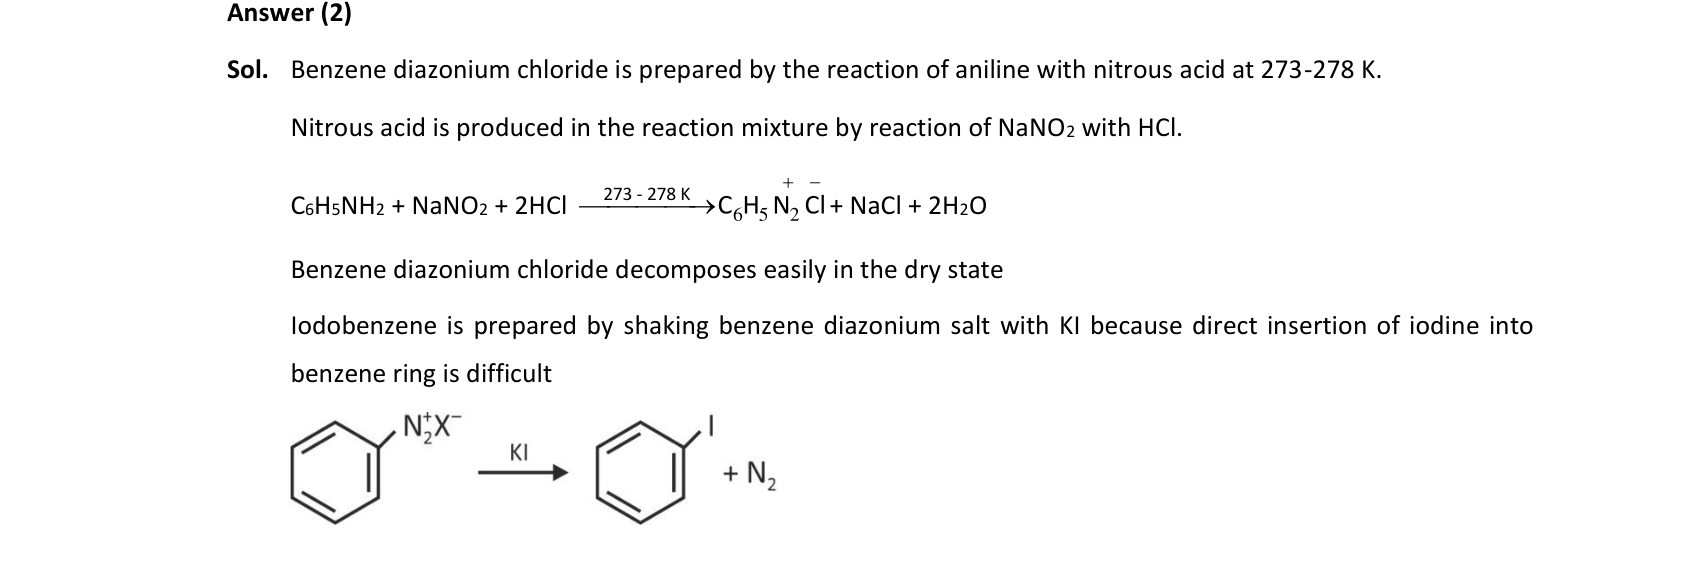 Answer (2)
Sol. Benzene diazonium chloride is prepared by the reaction of aniline with nitrous acid at 273-278 K.
Nitrous acid is produced in the reaction mixture by reaction of NaNO₂ with HCl.
C₆H₅NH₂ + NaNO₂ + 2HCl —273 - 278 K→ C₆H₅N₂⁺Cl⁻ + NaCl + 2H₂O
Benzene diazonium chloride decomposes easily in the dry state
Iodobenzene is prepared by shaking benzene diazonium salt with KI because direct insertion of iodine into
benzene ring is difficult
N₂⁺X⁻ KI I + N₂